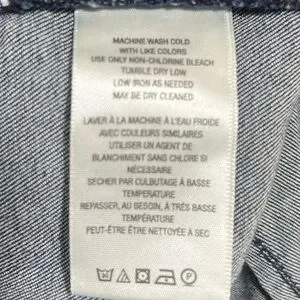 MACHINE WASH COLD
WITH LIKE COLORS
USE ONLY NON-CHLORINE BLEACH
TUMBLE DRY LOW
LOW IRON AS NEEDED
MAY BE DRY CLEANED
LAVER À LA MACHINE À L'EAU FROIDE
AVEC COULEURS SIMILAIRES
UTILISER UN AGENT DE
BLANCHIMENT SANS CHLORE SI
NÉCESSAIRE
SECHER PAR CULBUTAGE À BASSE
TEMPERATURE
REPASSER, AU BESOIN, À TRÈS BASSE
TEMPÉRATURE
PEUT-ÊTRE ÊTRE NETTOYÉE À SEC